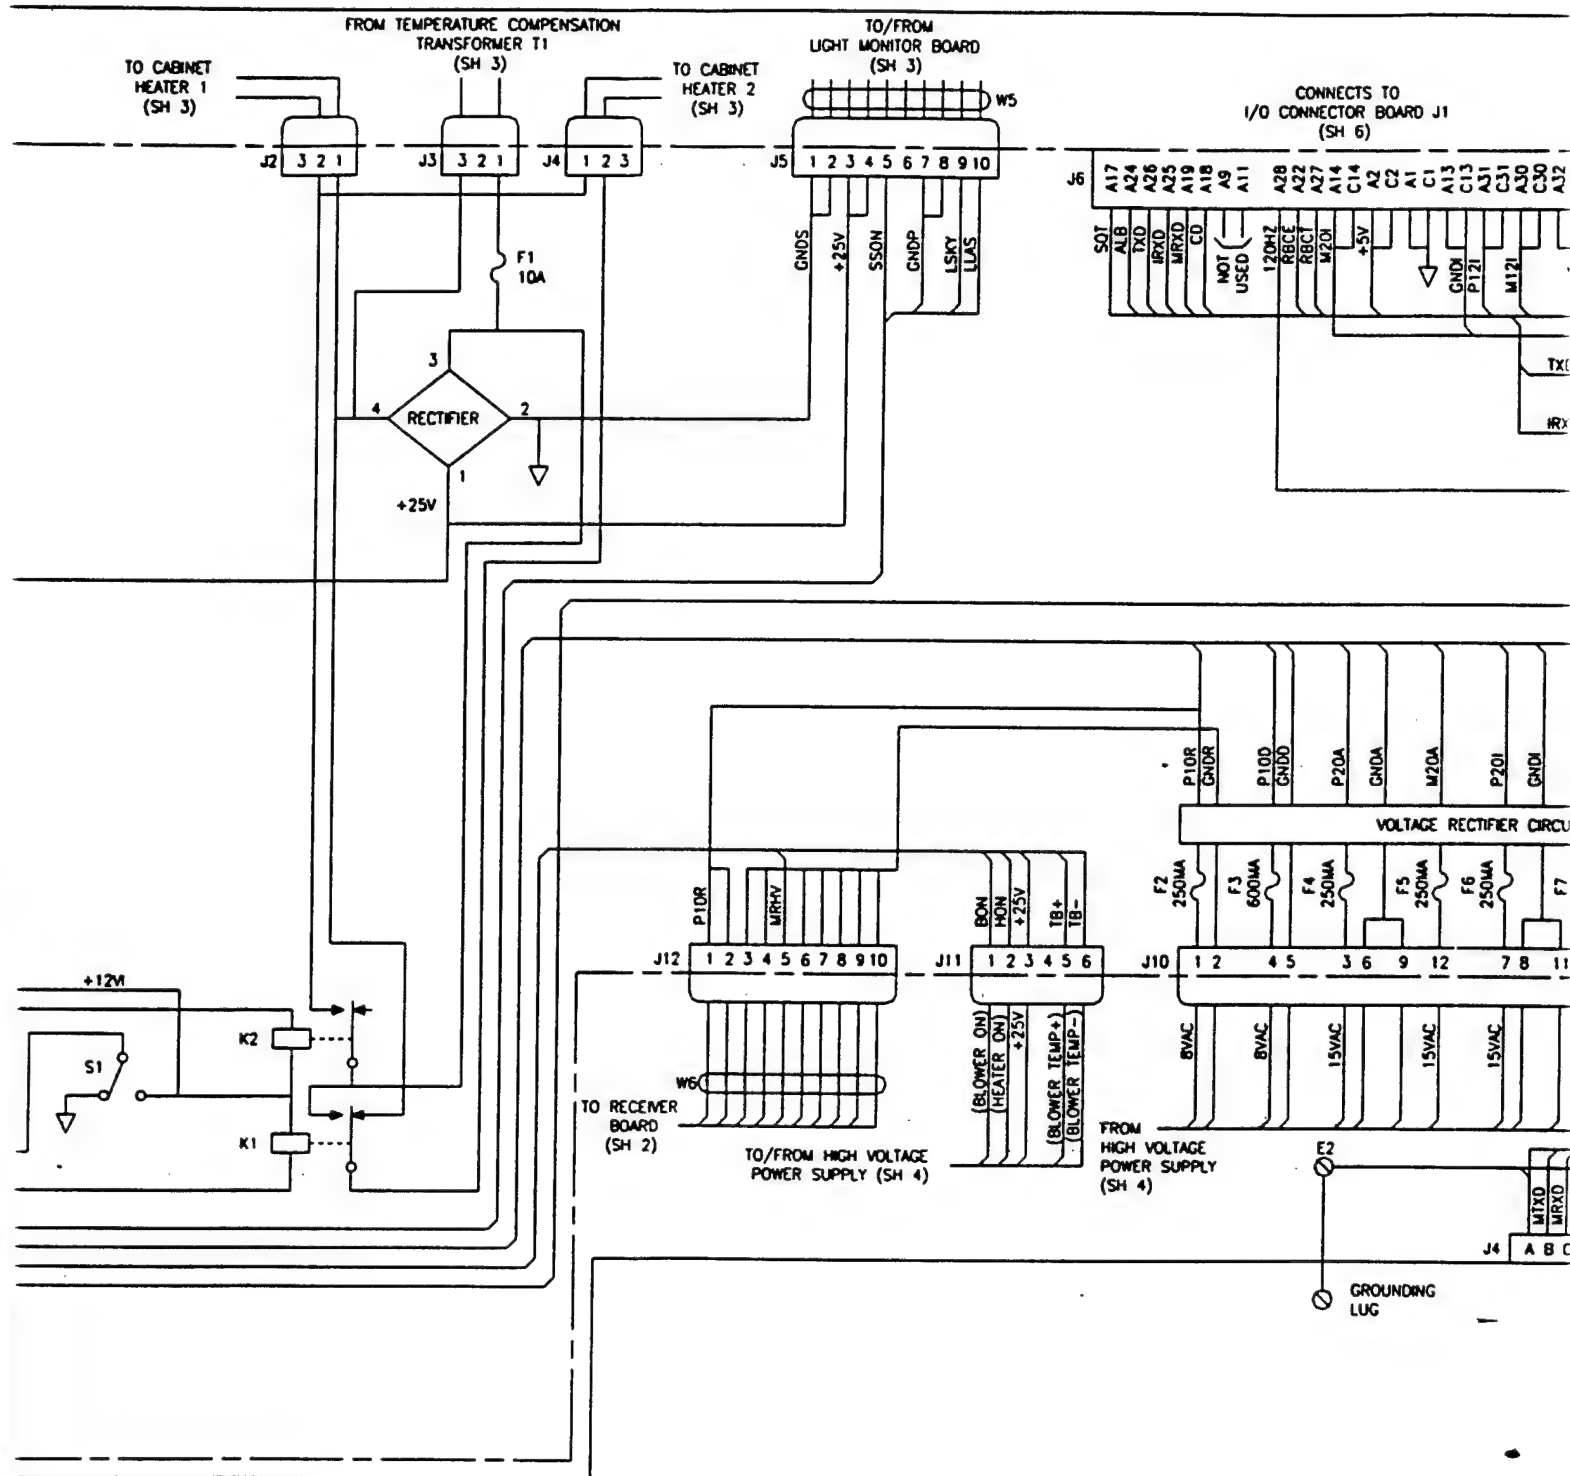 FROM TEMPERATURE COMPENSATION
TRANSFORMER T1
(SH 3)
TO/FROM
LIGHT MONITOR BOARD
(SH 3)
TO CABINET
HEATER 1
(SH 3)
TO CABINET
HEATER 2
(SH 3)
W5
CONNECTS TO
I/O CONNECTOR BOARD J1
(SH 6)
J2 3 2 1
J3 3 2 1
J4 1 2 3
J5 1 2 3 4 5 6 7 8 9 10
J6 A17 A24 A26 A25 A19 A18 A9 A11 A28 A22 A27 A14 C14 A2 C2 A1 C1 A13 C13 A31 C31 A30 C30 A32
GNDS +25V SSON GNDP LSKY LLAS
SQT ALB TXD IRXD MRXD CD NOT USED 120HZ RBCE RBCT M20I +5V GNDI P12I M12I
F1
10A
3
4 RECTIFIER 2
1
+25V
P10R GNDR P10D GNDD P20A GNDA M20A P20I GNDI
VOLTAGE RECTIFIER CIRCU
F2 250MA F3 600MA F4 250MA F5 250MA F6 250MA F7
P10R MRHV
BON HON +25V TB+ TB-
J12 1 2 3 4 5 6 7 8 9 10
J11 1 2 3 4 5 6
J10 1 2 4 5 3 6 9 12 7 8 11
+12VI
K2
S1
K1
W6
TO RECEIVER
BOARD
(SH 2)
(BLOWER ON) (HEATER ON) +25V (BLOWER TEMP+) (BLOWER TEMP-)
8VAC 8VAC 15VAC 15VAC 15VAC
TO/FROM HIGH VOLTAGE
POWER SUPPLY (SH 4)
FROM
HIGH VOLTAGE
POWER SUPPLY
(SH 4)
E2
MTXD MRXD
J4 A B
GROUNDING
LUG